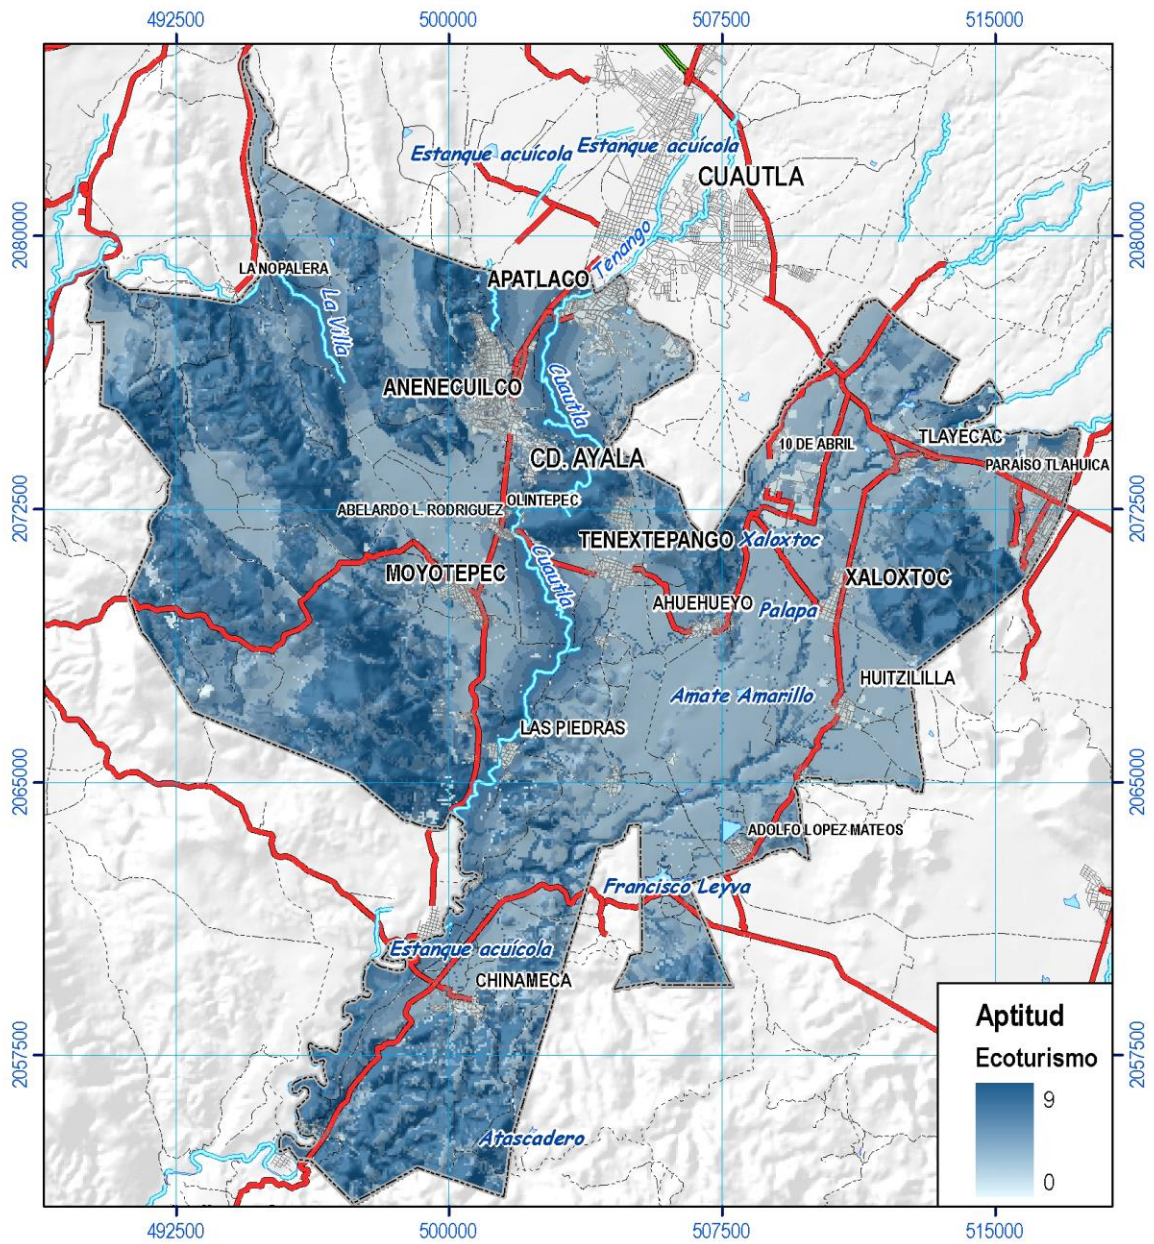 492500
500000
507500
515000
Estanque acuícola
Estanque acuícola
CUAUTLA
2080000
2080000
Tenango
LA NOPALERA
APATLACO
La Villa
ANENECUILCO
Cuautla
10 DE ABRIL
TLAYECAC
CD. AYALA
PARAISO TLAHUICA
OLINTEPEC
ABELARDO L. RODRIGUEZ
2072500
2072500
TENEXTEPANGO
Xaloxtoc
MOYOTEPEC
Cuautla
XALOXTOC
AHUEHUEYO
Palapa
HUITZILILLA
Amate Amarillo
LAS PIEDRAS
2065000
2065000
ADOLFO LOPEZ MATEOS
Francisco Leyva
Estanque acuícola
CHINAMECA
Aptitud
Ecoturismo
9
0
2057500
2057500
Atascadero
492500
500000
507500
515000